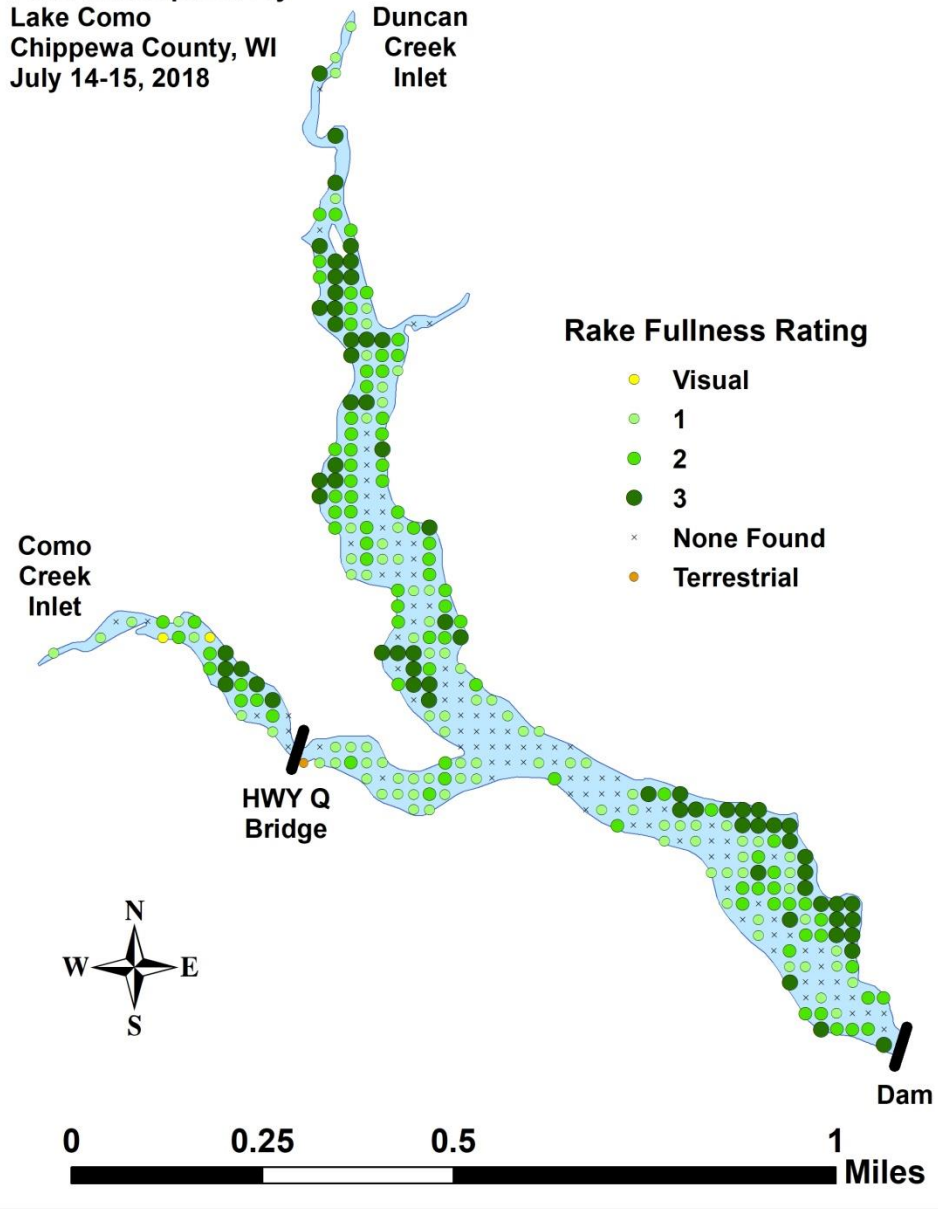 Lake Como
Chippewa County, WI
July 14-15, 2018
Duncan
Creek
Inlet
Rake Fullness Rating
Visual
1
2
3
None Found
Terrestrial
Como
Creek
Inlet
HWY Q
Bridge
N
W E
S
Dam
0 0.25 0.5 1
Miles